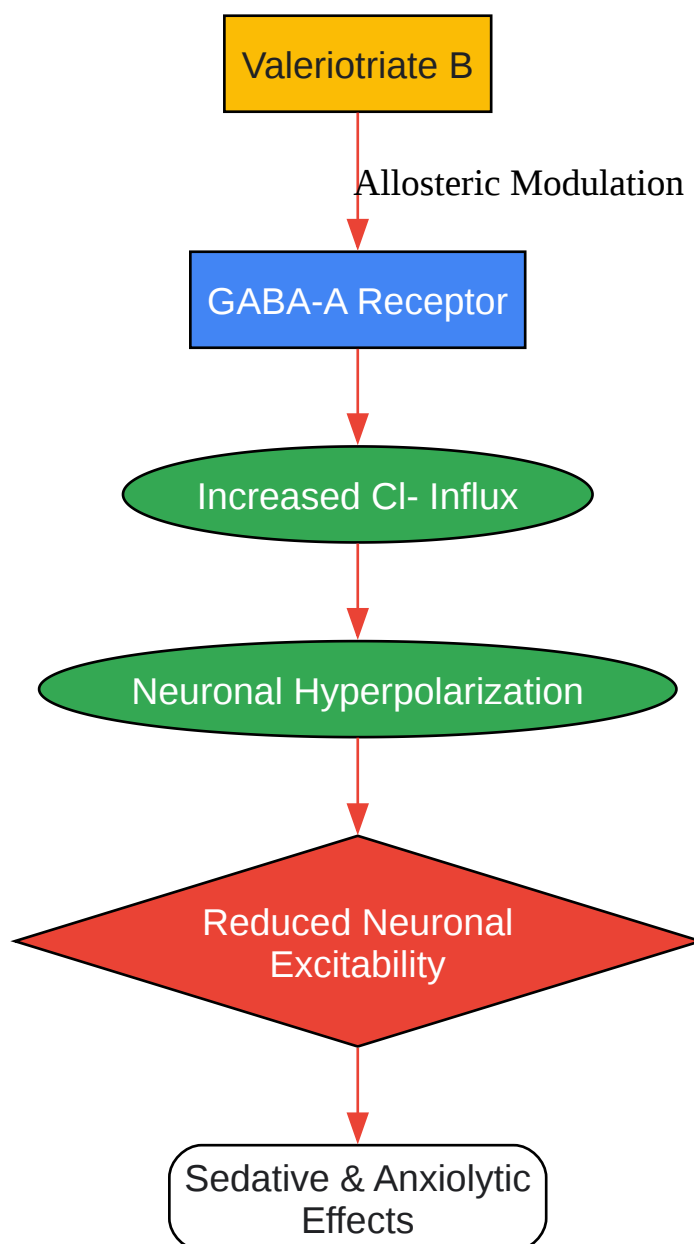 Valeriotriate B
Allosteric Modulation
GABA-A Receptor
Increased Cl- Influx
Neuronal Hyperpolarization
Reduced Neuronal
Excitability
Sedative & Anxiolytic
Effects